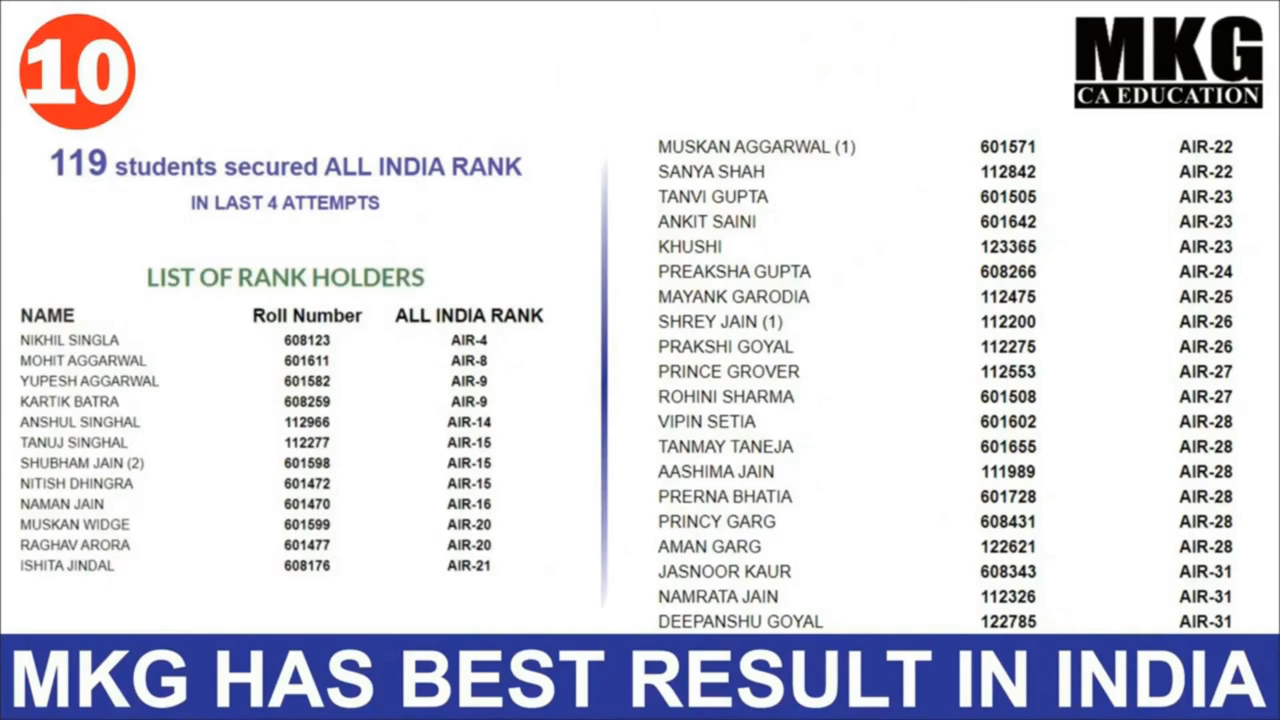 10
MKG
CA EDUCATION
119 students secured ALL INDIA RANK
IN LAST 4 ATTEMPTS
LIST OF RANK HOLDERS
NAME Roll Number ALL INDIA RANK
NIKHIL SINGLA 608123 AIR-4
MOHIT AGGARWAL 601611 AIR-8
YUPESH AGGARWAL 601582 AIR-9
KARTIK BATRA 608259 AIR-9
ANSHUL SINGHAL 112966 AIR-14
TANUJ SINGHAL 112277 AIR-15
SHUBHAM JAIN (2) 601598 AIR-15
NITISH DHINGRA 601472 AIR-15
NAMAN JAIN 601470 AIR-16
MUSKAN WIDGE 601599 AIR-20
RAGHAV ARORA 601477 AIR-20
ISHITA JINDAL 608176 AIR-21
MUSKAN AGGARWAL (1) 601571 AIR-22
SANYA SHAH 112842 AIR-22
TANVI GUPTA 601505 AIR-23
ANKIT SAINI 601642 AIR-23
KHUSHI 123365 AIR-23
PREAKSHA GUPTA 608266 AIR-24
MAYANK GARODIA 112475 AIR-25
SHREY JAIN (1) 112200 AIR-26
PRAKSHI GOYAL 112275 AIR-26
PRINCE GROVER 112553 AIR-27
ROHINI SHARMA 601508 AIR-27
VIPIN SETIA 601602 AIR-28
TANMAY TANEJA 601655 AIR-28
AASHIMA JAIN 111989 AIR-28
PRERNA BHATIA 601728 AIR-28
PRINCY GARG 608431 AIR-28
AMAN GARG 122621 AIR-28
JASNOOR KAUR 608343 AIR-31
NAMRATA JAIN 112326 AIR-31
DEEPANSHU GOYAL 122785 AIR-31
MKG HAS BEST RESULT IN INDIA